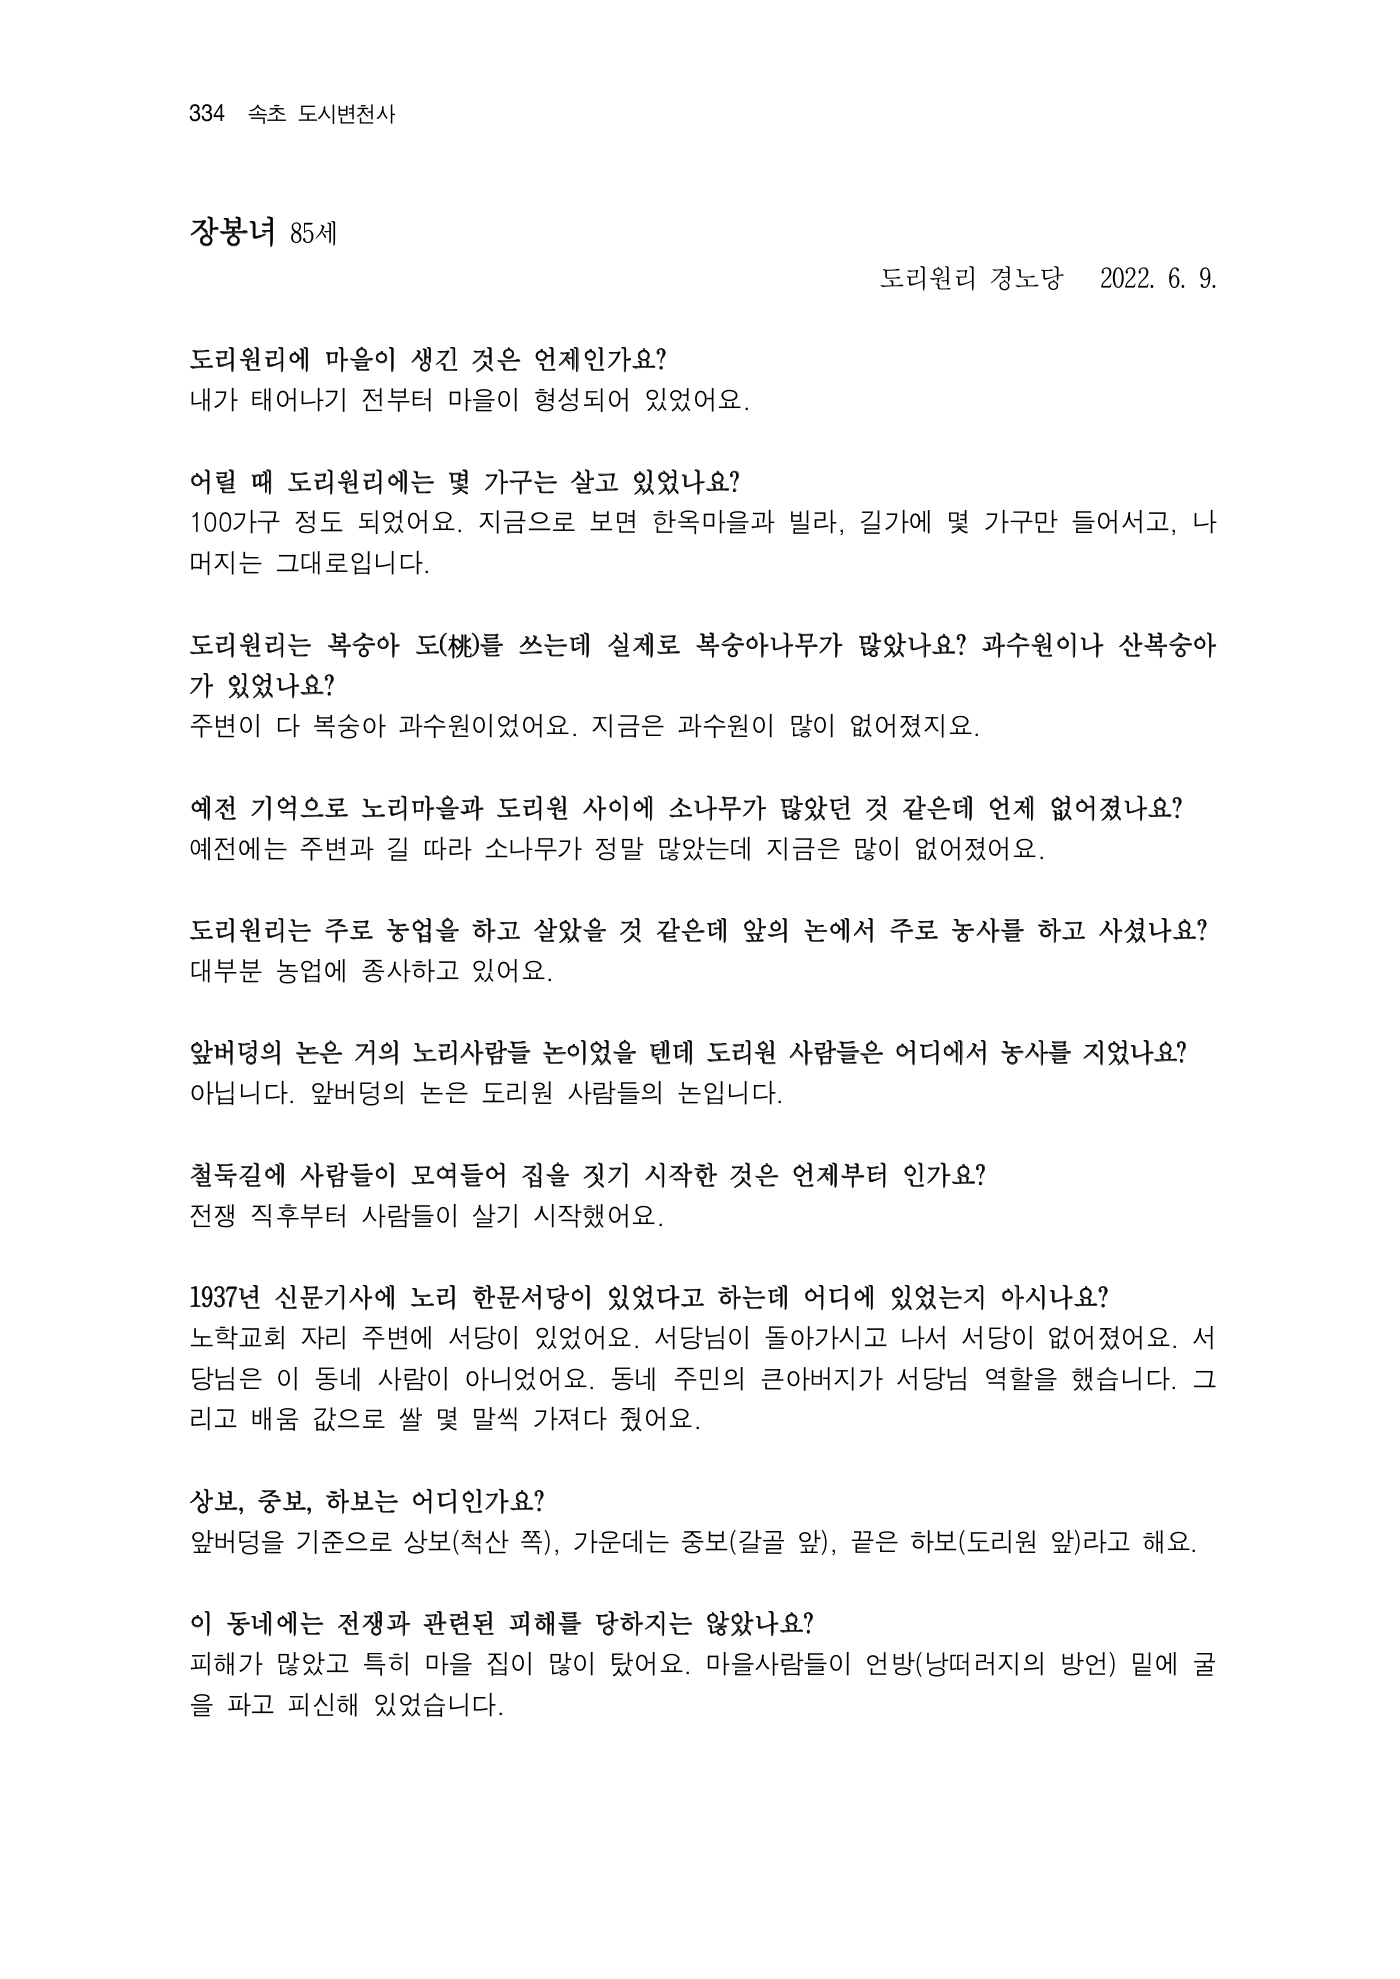 334 속초 도시변천사
장봉녀 85세
도리원리 경노당 2022. 6. 9.
도리원리에 마을이 생긴 것은 언제인가요?
내가 태어나기 전부터 마을이 형성되어 있었어요.
어릴 때 도리원리에는 몇 가구는 살고 있었나요?
100가구 정도 되었어요. 지금으로 보면 한옥마을과 빌라, 길가에 몇 가구만 들어서고, 나
머지는 그대로입니다.
도리원리는 복숭아 도(桃)를 쓰는데 실제로 복숭아나무가 많았나요? 과수원이나 산복숭아
가 있었나요?
주변이 다 복숭아 과수원이었어요. 지금은 과수원이 많이 없어졌지요.
예전 기억으로 노리마을과 도리원 사이에 소나무가 많았던 것 같은데 언제 없어졌나요?
예전에는 주변과 길 따라 소나무가 정말 많았는데 지금은 많이 없어졌어요.
도리원리는 주로 농업을 하고 살았을 것 같은데 앞의 논에서 주로 농사를 하고 사셨나요?
대부분 농업에 종사하고 있어요.
앞버덩의 논은 거의 노리사람들 논이었을 텐데 도리원 사람들은 어디에서 농사를 지었나요?
아닙니다. 앞버덩의 논은 도리원 사람들의 논입니다.
철둑길에 사람들이 모여들어 집을 짓기 시작한 것은 언제부터 인가요?
전쟁 직후부터 사람들이 살기 시작했어요.
1937년 신문기사에 노리 한문서당이 있었다고 하는데 어디에 있었는지 아시나요?
노학교회 자리 주변에 서당이 있었어요. 서당님이 돌아가시고 나서 서당이 없어졌어요. 서
당님은 이 동네 사람이 아니었어요. 동네 주민의 큰아버지가 서당님 역할을 했습니다. 그
리고 배움 값으로 쌀 몇 말씩 가져다 줬어요.
상보, 중보, 하보는 어디인가요?
앞버덩을 기준으로 상보(척산 쪽), 가운데는 중보(갈골 앞), 끝은 하보(도리원 앞)라고 해요.
이 동네에는 전쟁과 관련된 피해를 당하지는 않았나요?
피해가 많았고 특히 마을 집이 많이 탔어요. 마을사람들이 언방(낭떠러지의 방언) 밑에 굴
을 파고 피신해 있었습니다.